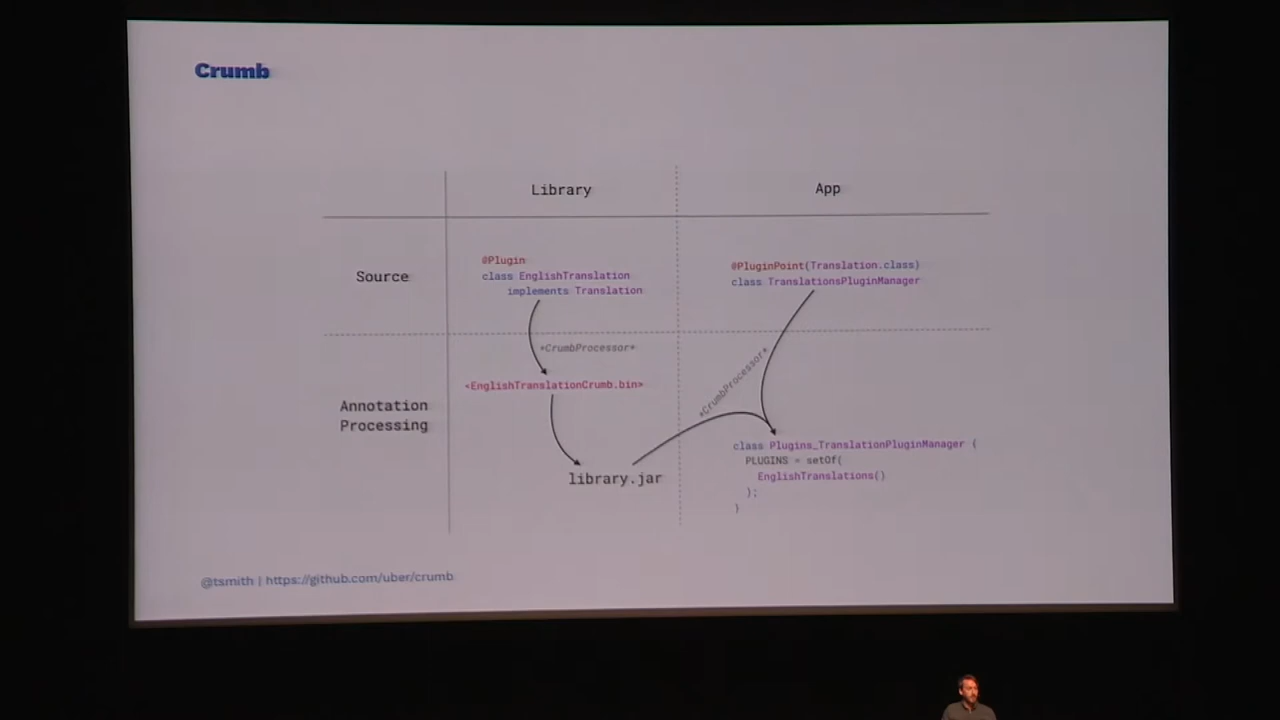 Crumb
Library
App
Source
@Plugin
class EnglishTranslation
implements Translation
@PluginPoint(Translation.class)
class TranslationsPluginManager
*CrumbProcessor*
*CrumbProcessor*
<EnglishTranslationCrumb.bin>
Annotation
Processing
library.jar
class Plugins_TranslationPluginManager {
PLUGINS = setOf(
EnglishTranslations()
);
}
@tsmith | https://github.com/uber/crumb